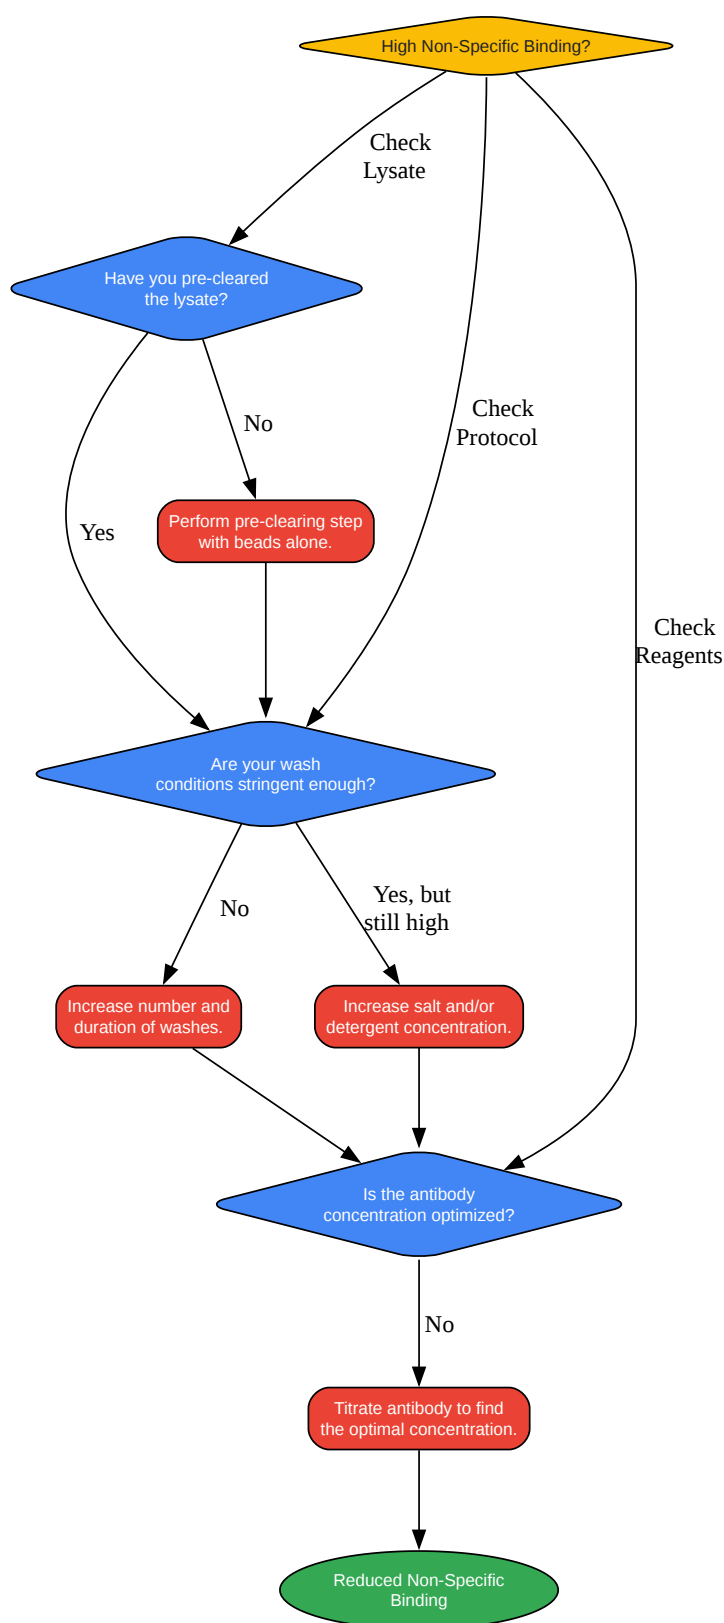 High Non-Specific Binding?
Check
Lysate
Have you pre-cleared
the lysate?
Check
Protocol
No
Yes
Perform pre-clearing step
with beads alone.
Check
Reagents
Are your wash
conditions stringent enough?
No
Yes, but
still high
Increase number and
duration of washes.
Increase salt and/or
detergent concentration.
Is the antibody
concentration optimized?
No
Titrate antibody to find
the optimal concentration.
Reduced Non-Specific
Binding